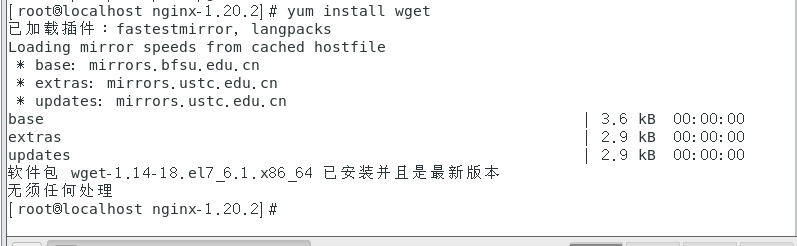 [root@localhost nginx-1.20.2]# yum install wget
已加载插件：fastestmirror, langpacks
Loading mirror speeds from cached hostfile
 * base: mirrors.bfsu.edu.cn
 * extras: mirrors.ustc.edu.cn
 * updates: mirrors.ustc.edu.cn
base | 3.6 kB 00:00:00
extras | 2.9 kB 00:00:00
updates | 2.9 kB 00:00:00
软件包 wget-1.14-18.el7_6.1.x86_64 已安装并且是最新版本
无须任何处理
[root@localhost nginx-1.20.2]#